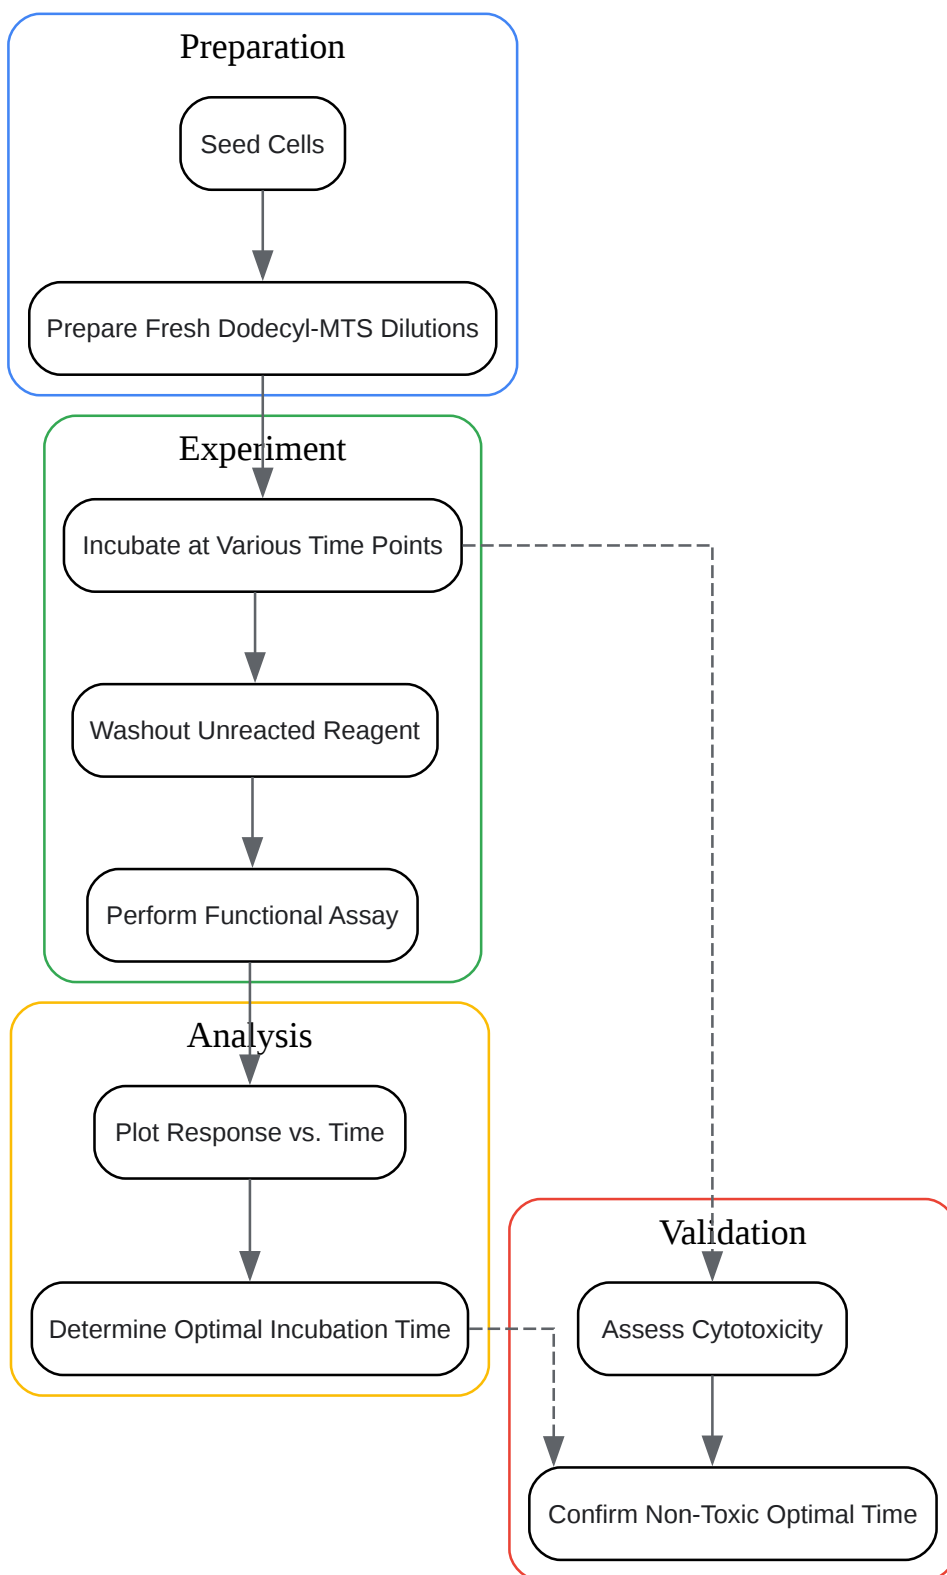 Preparation
Seed Cells
Prepare Fresh Dodecyl-MTS Dilutions
Experiment
Incubate at Various Time Points
Washout Unreacted Reagent
Perform Functional Assay
Analysis
Plot Response vs. Time
Determine Optimal Incubation Time
Validation
Assess Cytotoxicity
Confirm Non-Toxic Optimal Time